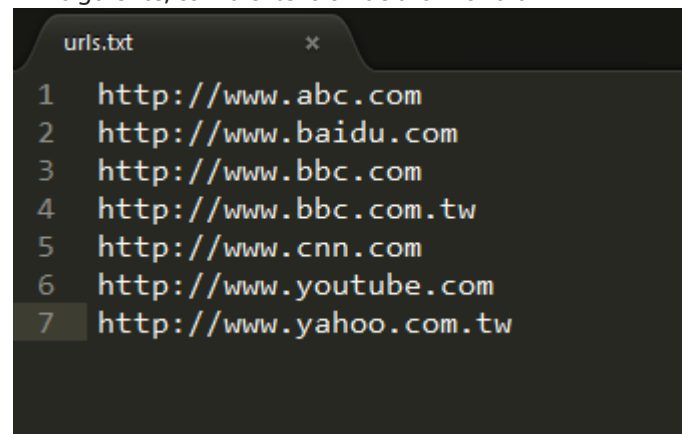 urls.txt ×
1 http://www.abc.com
2 http://www.baidu.com
3 http://www.bbc.com
4 http://www.bbc.com.tw
5 http://www.cnn.com
6 http://www.youtube.com
7 http://www.yahoo.com.tw